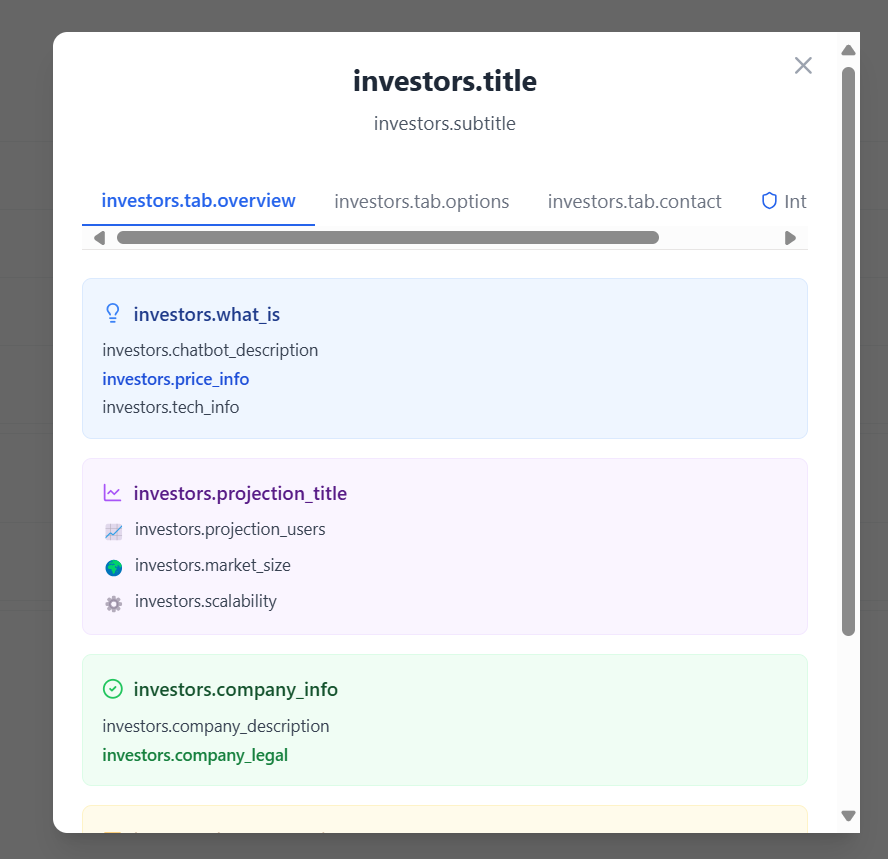 investors.title
investors.subtitle
investors.tab.overview investors.tab.options investors.tab.contact Int
investors.what_is
investors.chatbot_description
investors.price_info
investors.tech_info
investors.projection_title
investors.projection_users
investors.market_size
investors.scalability
investors.company_info
investors.company_description
investors.company_legal